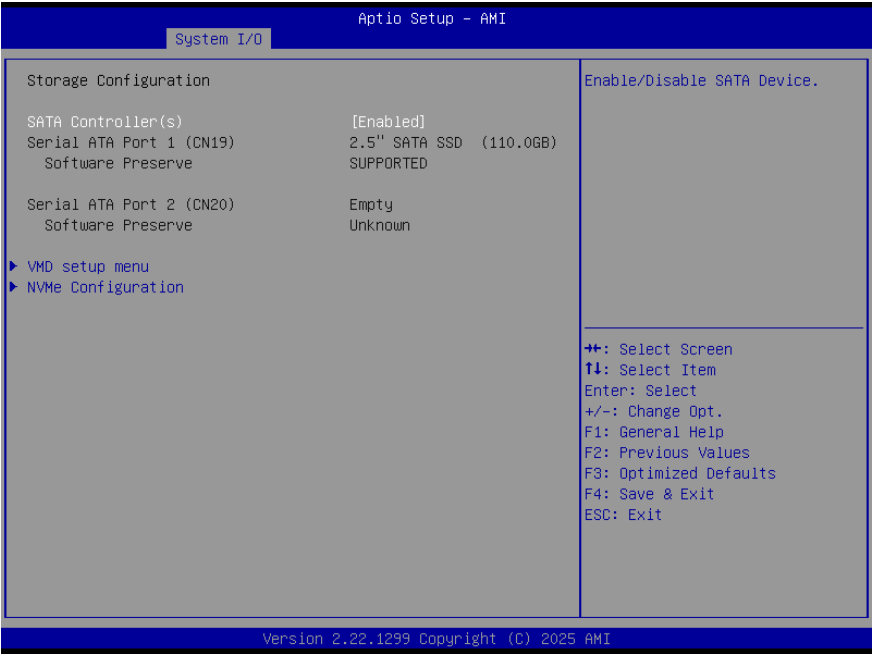 Aptio Setup – AMI
System I/O
Storage Configuration
SATA Controller(s) [Enabled]
Serial ATA Port 1 (CN19) 2.5" SATA SSD (110.0GB)
Software Preserve SUPPORTED
Serial ATA Port 2 (CN20) Empty
Software Preserve Unknown
VMD setup menu
NVMe Configuration
Enable/Disable SATA Device.
→←: Select Screen
↑↓: Select Item
Enter: Select
+/-: Change Opt.
F1: General Help
F2: Previous Values
F3: Optimized Defaults
F4: Save & Exit
ESC: Exit
Version 2.22.1299 Copyright (C) 2025 AMI